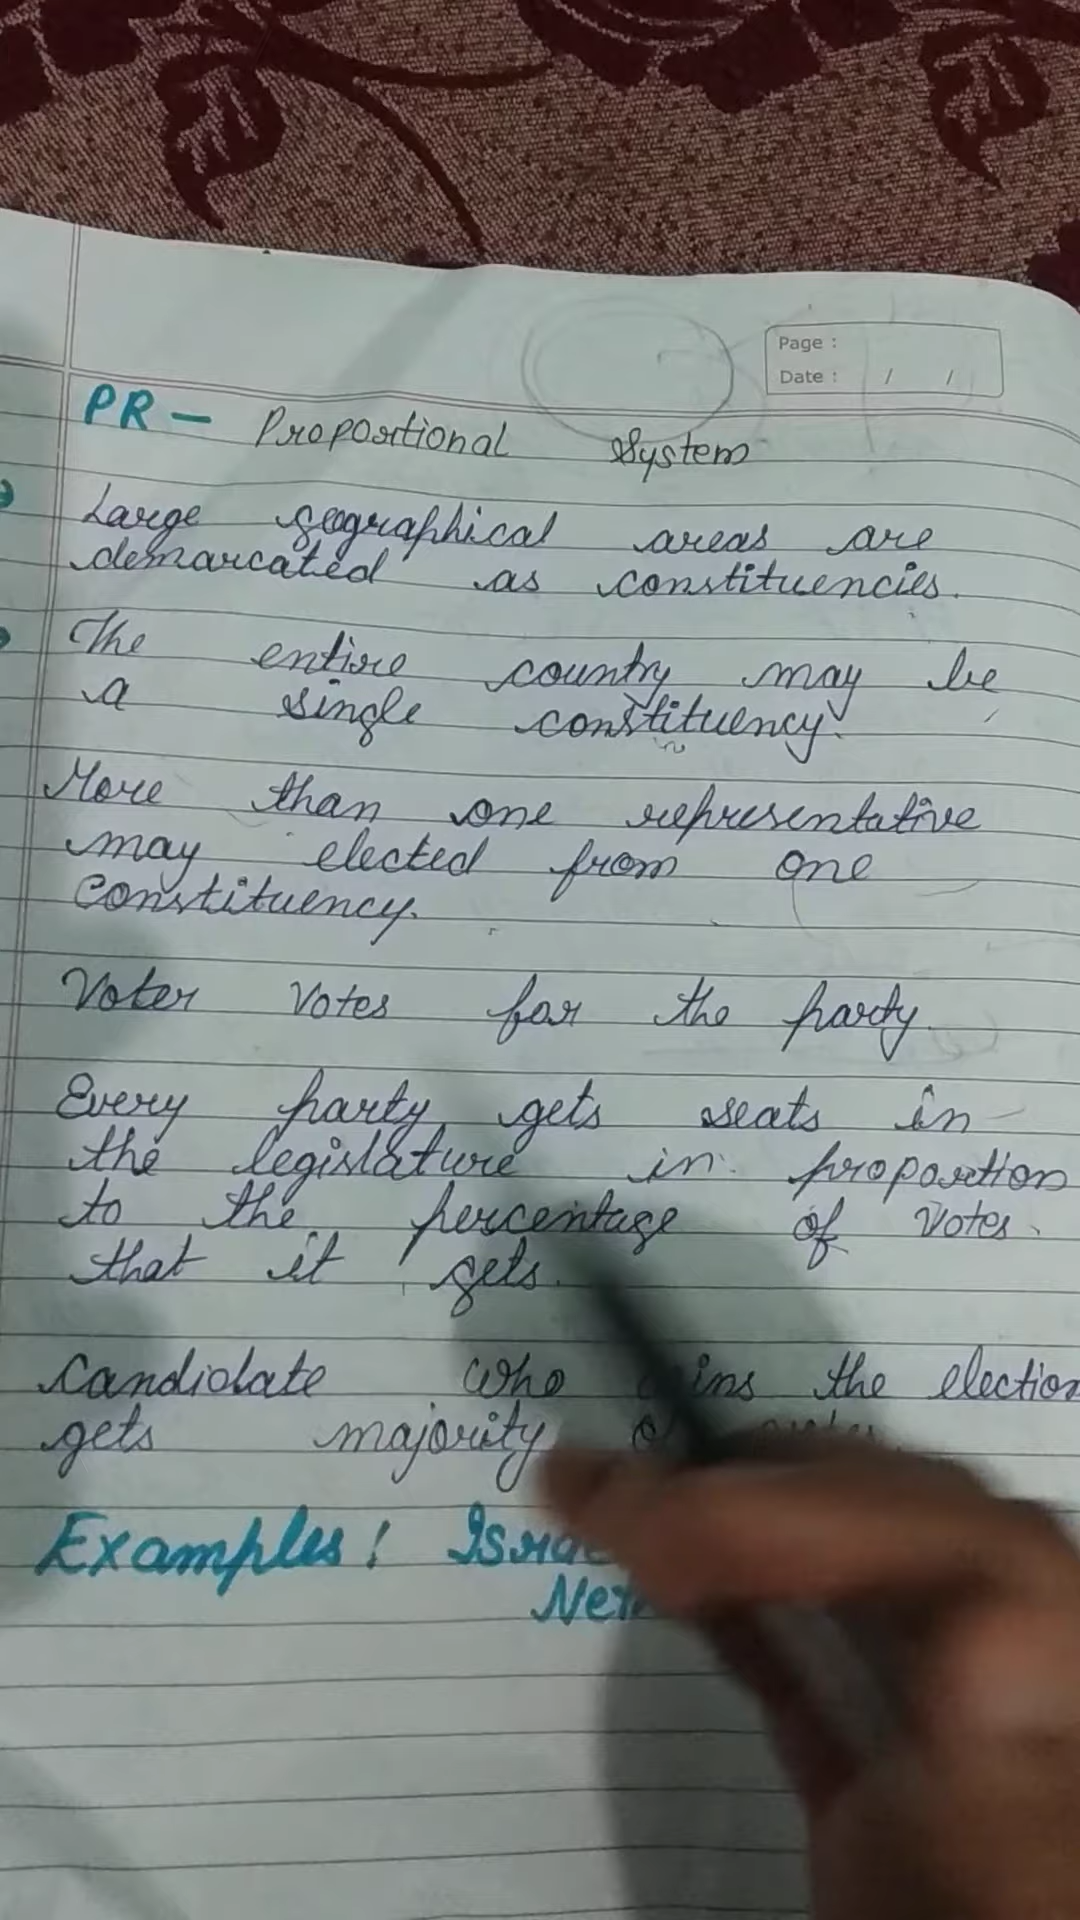 Page :
Date : / /
PR - Proportional System
Large geographical areas are
demarcated as constituencies.
The entire country may be
a single constituency.
More than one representative
may elected from one
constituency.
Voter votes for the party.
Every party gets seats in
the legislature in proportion
to the percentage of votes
that it gets.
Candidate who the election
gets majority
Examples :